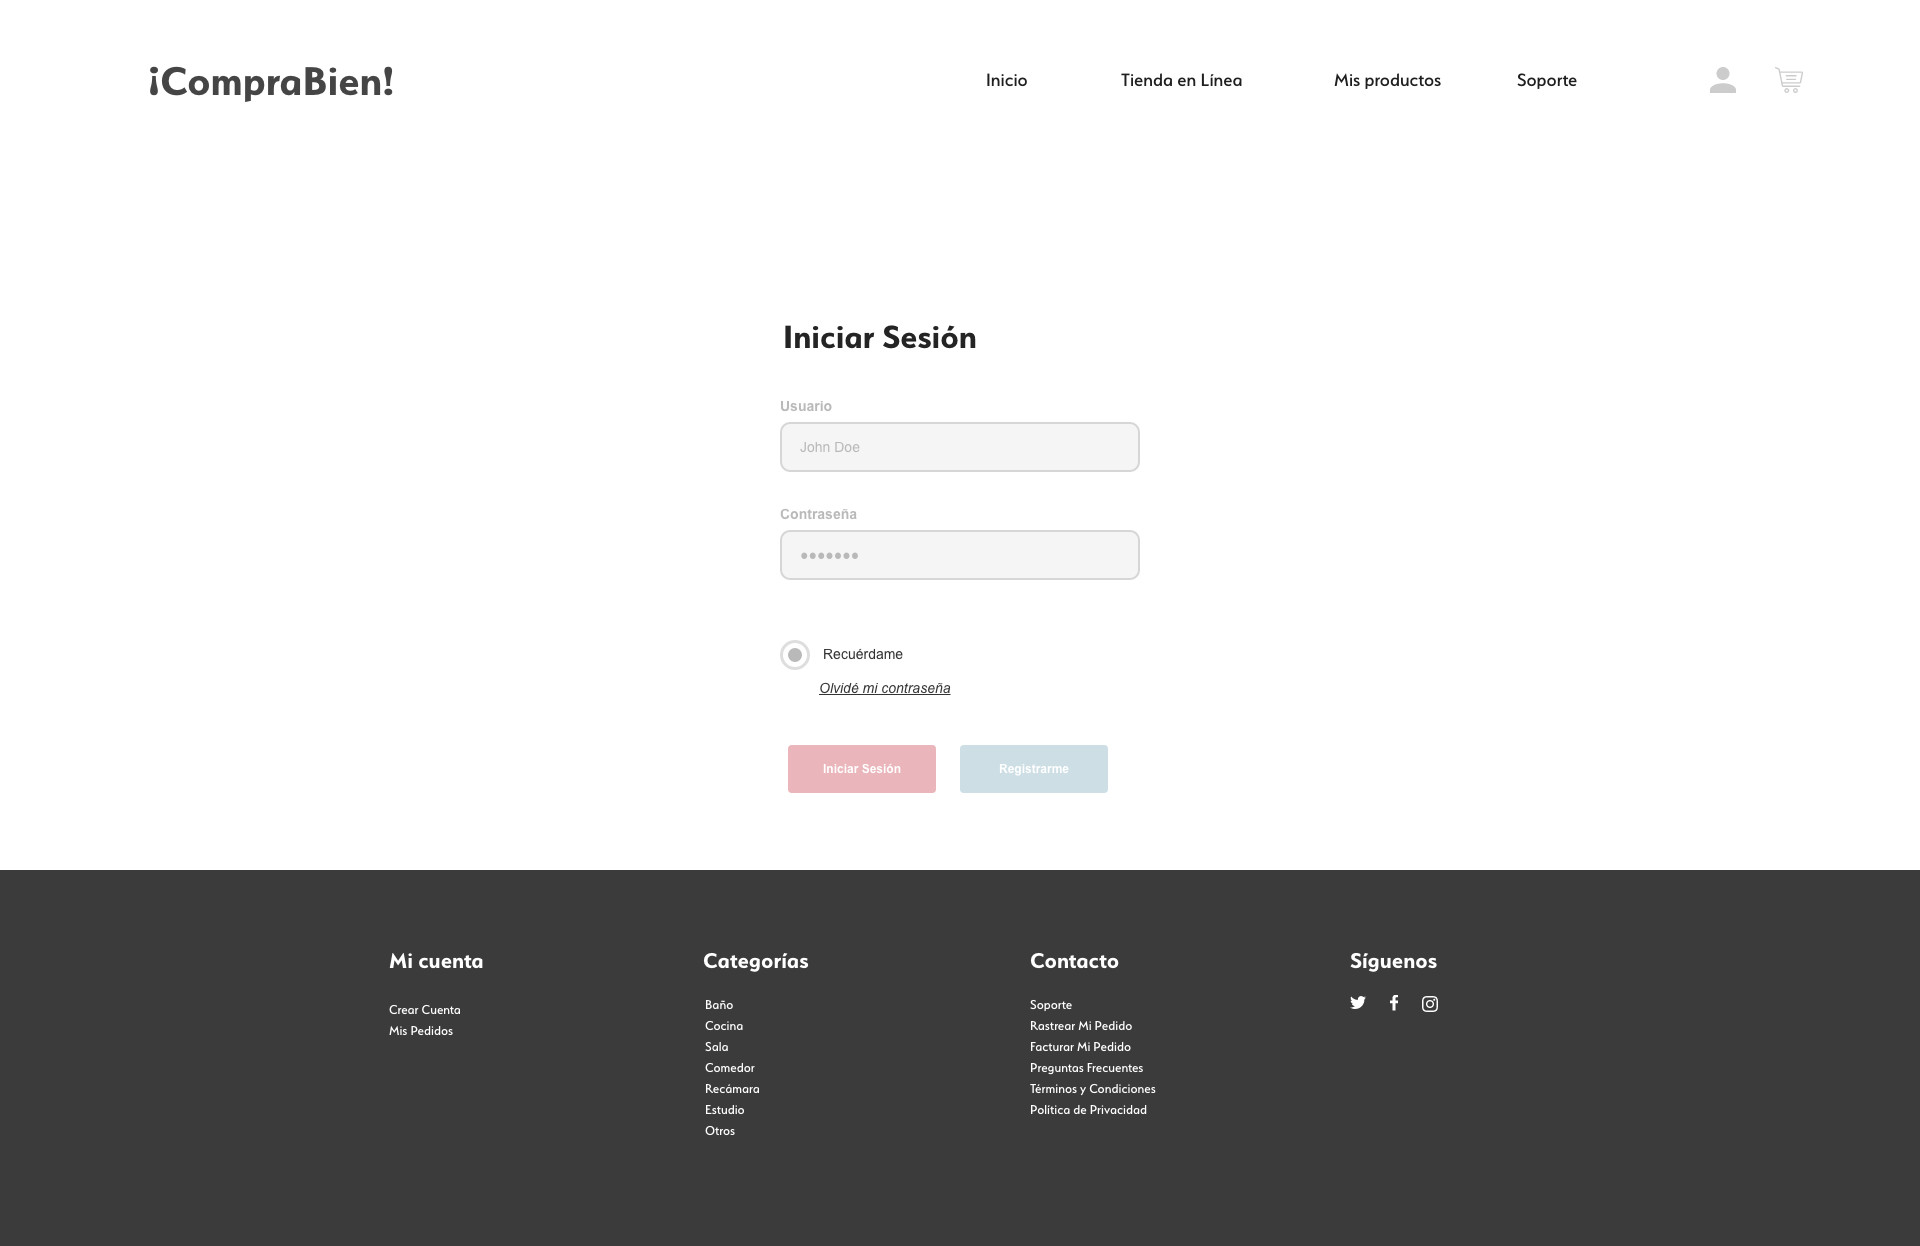 ¡CompraBien!
Inicio
Tienda en Línea
Mis productos
Soporte
Iniciar Sesión
Usuario
John Doe
Contraseña
•••••••
Recuérdame
Olvidé mi contraseña
Iniciar Sesión
Registrarme
Mi cuenta
Crear Cuenta
Mis Pedidos
Categorías
Baño
Cocina
Sala
Comedor
Recámara
Estudio
Otros
Contacto
Soporte
Rastrear Mi Pedido
Facturar Mi Pedido
Preguntas Frecuentes
Términos y Condiciones
Política de Privacidad
Síguenos